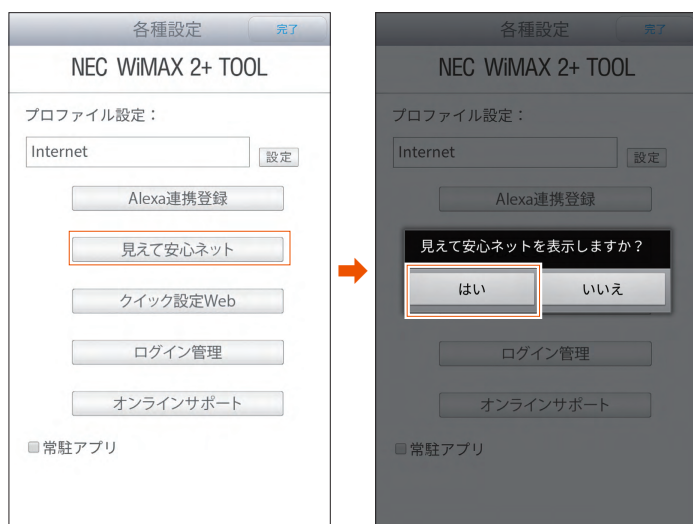 各種設定
完了
NEC WiMAX 2+ TOOL
プロファイル設定：
Internet
設定
Alexa連携登録
見えて安心ネット
クイック設定Web
ログイン管理
オンラインサポート
常駐アプリ
各種設定
完了
NEC WiMAX 2+ TOOL
プロファイル設定：
Internet
設定
Alexa連携登録
見えて安心ネットを表示しますか？
はい
いいえ
ログイン管理
オンラインサポート
常駐アプリ